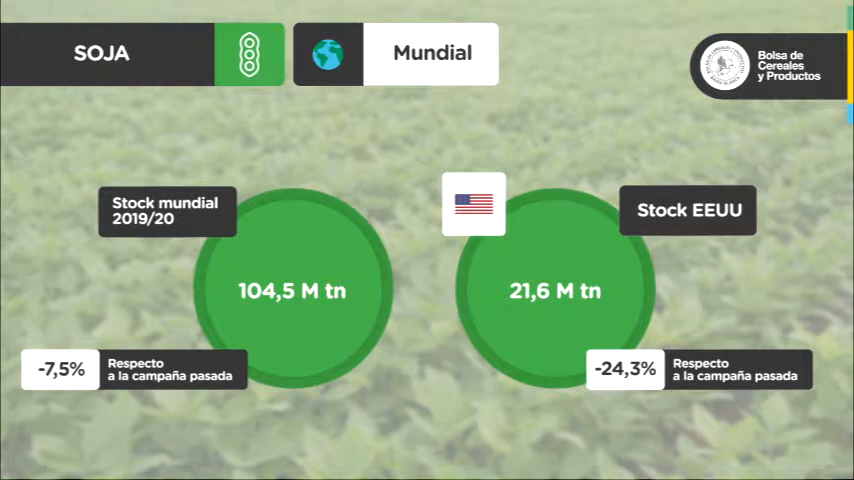 SOJA
Mundial
Bolsa de
Cereales
y Productos
Stock mundial
2019/20
104,5 M tn
-7,5%
Respecto
a la campaña pasada
Stock EEUU
21,6 M tn
-24,3%
Respecto
a la campaña pasada